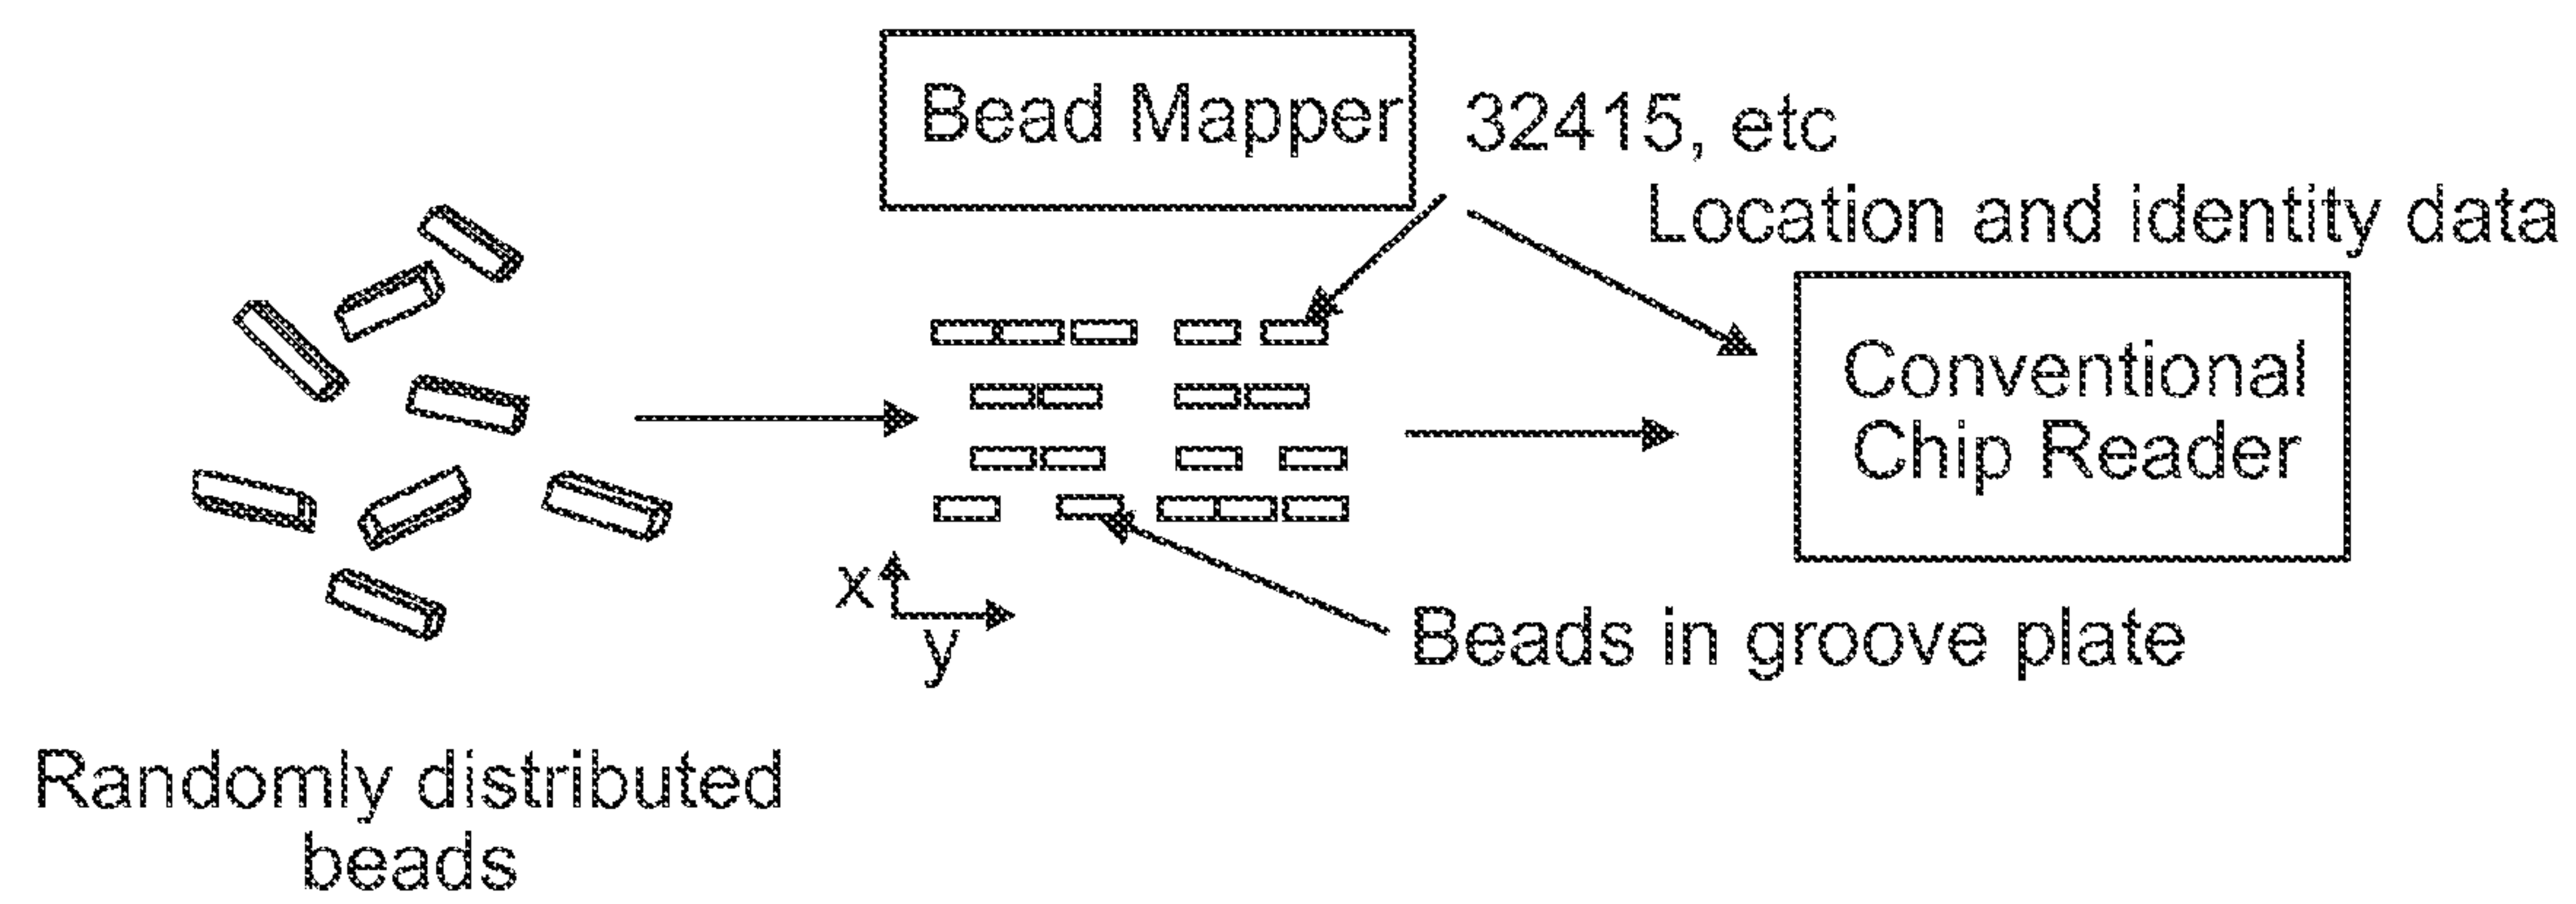 Bead Mapper
32415, etc
Location and identity data
Conventional
Chip Reader
x
y
Beads in groove plate
Randomly distributed
beads